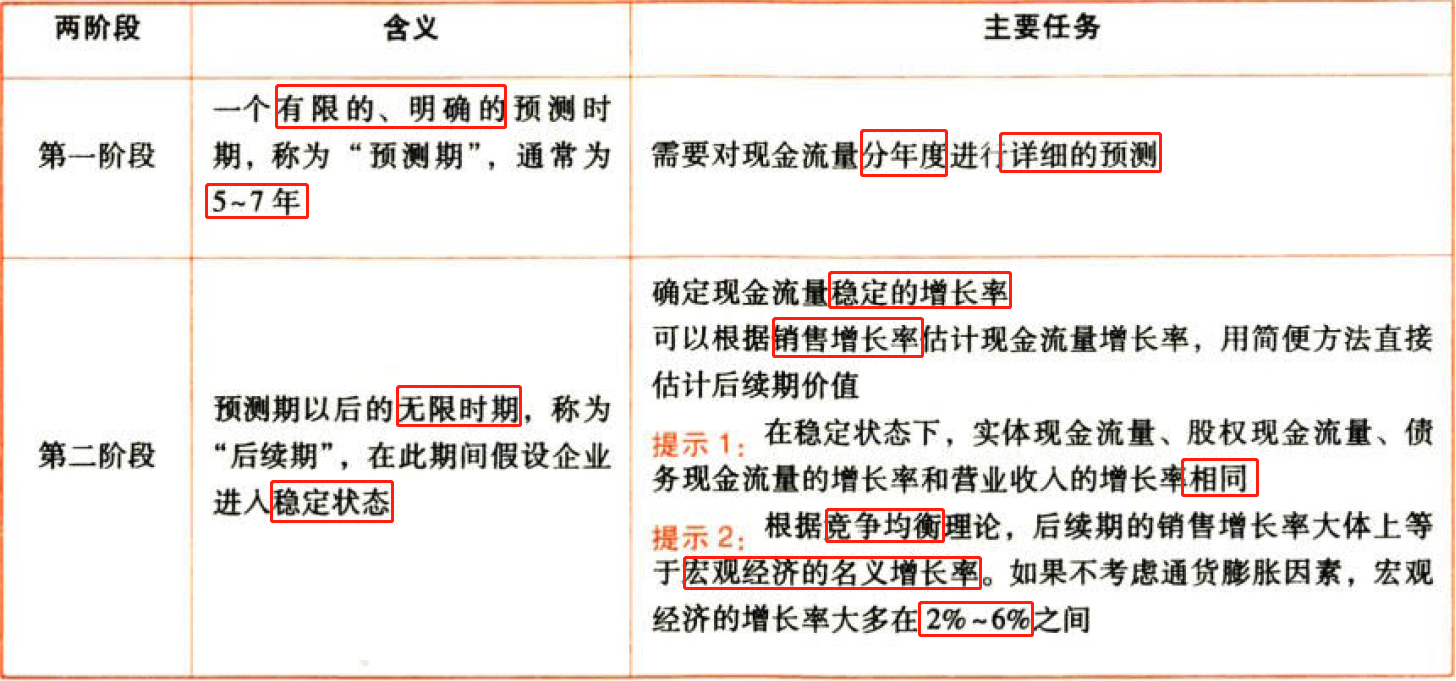 两阶段 含义 主要任务
第一阶段
一个有限的、明确的预测时
期，称为“预测期”，通常为
5~7年
需要对现金流量分年度进行详细的预测
第二阶段
预测期以后的无限时期，称为
“后续期”，在此期间假设企业
进入稳定状态
确定现金流量稳定的增长率
可以根据销售增长率估计现金流量增长率，用简便方法直接
估计后续期价值
提示1：在稳定状态下，实体现金流量、股权现金流量、债
务现金流量的增长率和营业收入的增长率相同
提示2：根据竞争均衡理论，后续期的销售增长率大体上等
于宏观经济的名义增长率。如果不考虑通货膨胀因素，宏观
经济的增长率大多在2%~6%之间